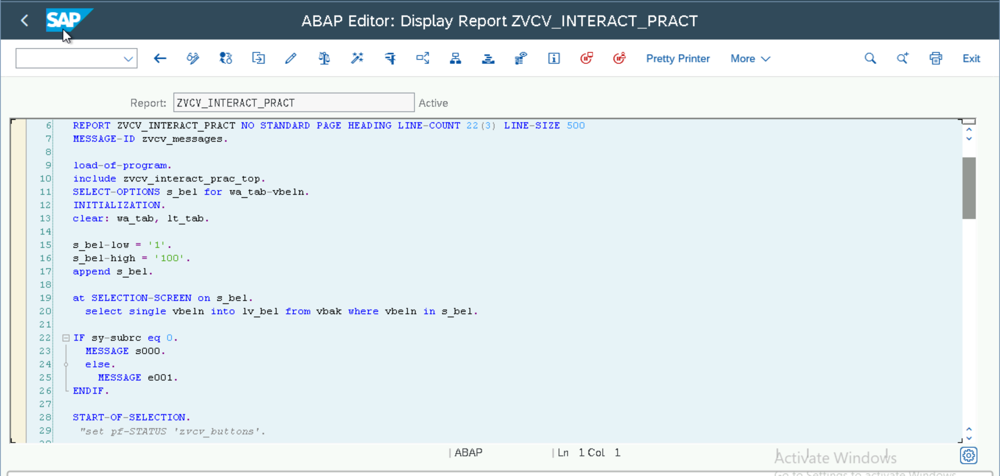 SAP
ABAP Editor: Display Report ZVCV_INTERACT_PRACT
Pretty Printer More Exit
Report: ZVCV_INTERACT_PRACT Active
6 REPORT ZVCV_INTERACT_PRACT NO STANDARD PAGE HEADING LINE-COUNT 22(3) LINE-SIZE 500
7 MESSAGE-ID zvcv_messages.
8
9 load-of-program.
10 include zvcv_interact_prac_top.
11 SELECT-OPTIONS s_bel for wa_tab-vbeln.
12 INITIALIZATION.
13 clear: wa_tab, lt_tab.
14
15 s_bel-low = '1'.
16 s_bel-high = '100'.
17 append s_bel.
18
19 at SELECTION-SCREEN on s_bel.
20 select single vbeln into lv_bel from vbak where vbeln in s_bel.
21
22 IF sy-subrc eq 0.
23 MESSAGE s000.
24 else.
25 MESSAGE e001.
26 ENDIF.
27
28 START-OF-SELECTION.
29 "set pf-STATUS 'zvcv_buttons'.
ABAP Ln 1 Col 1
Activate Windows
Go to Settings to activate Windows.